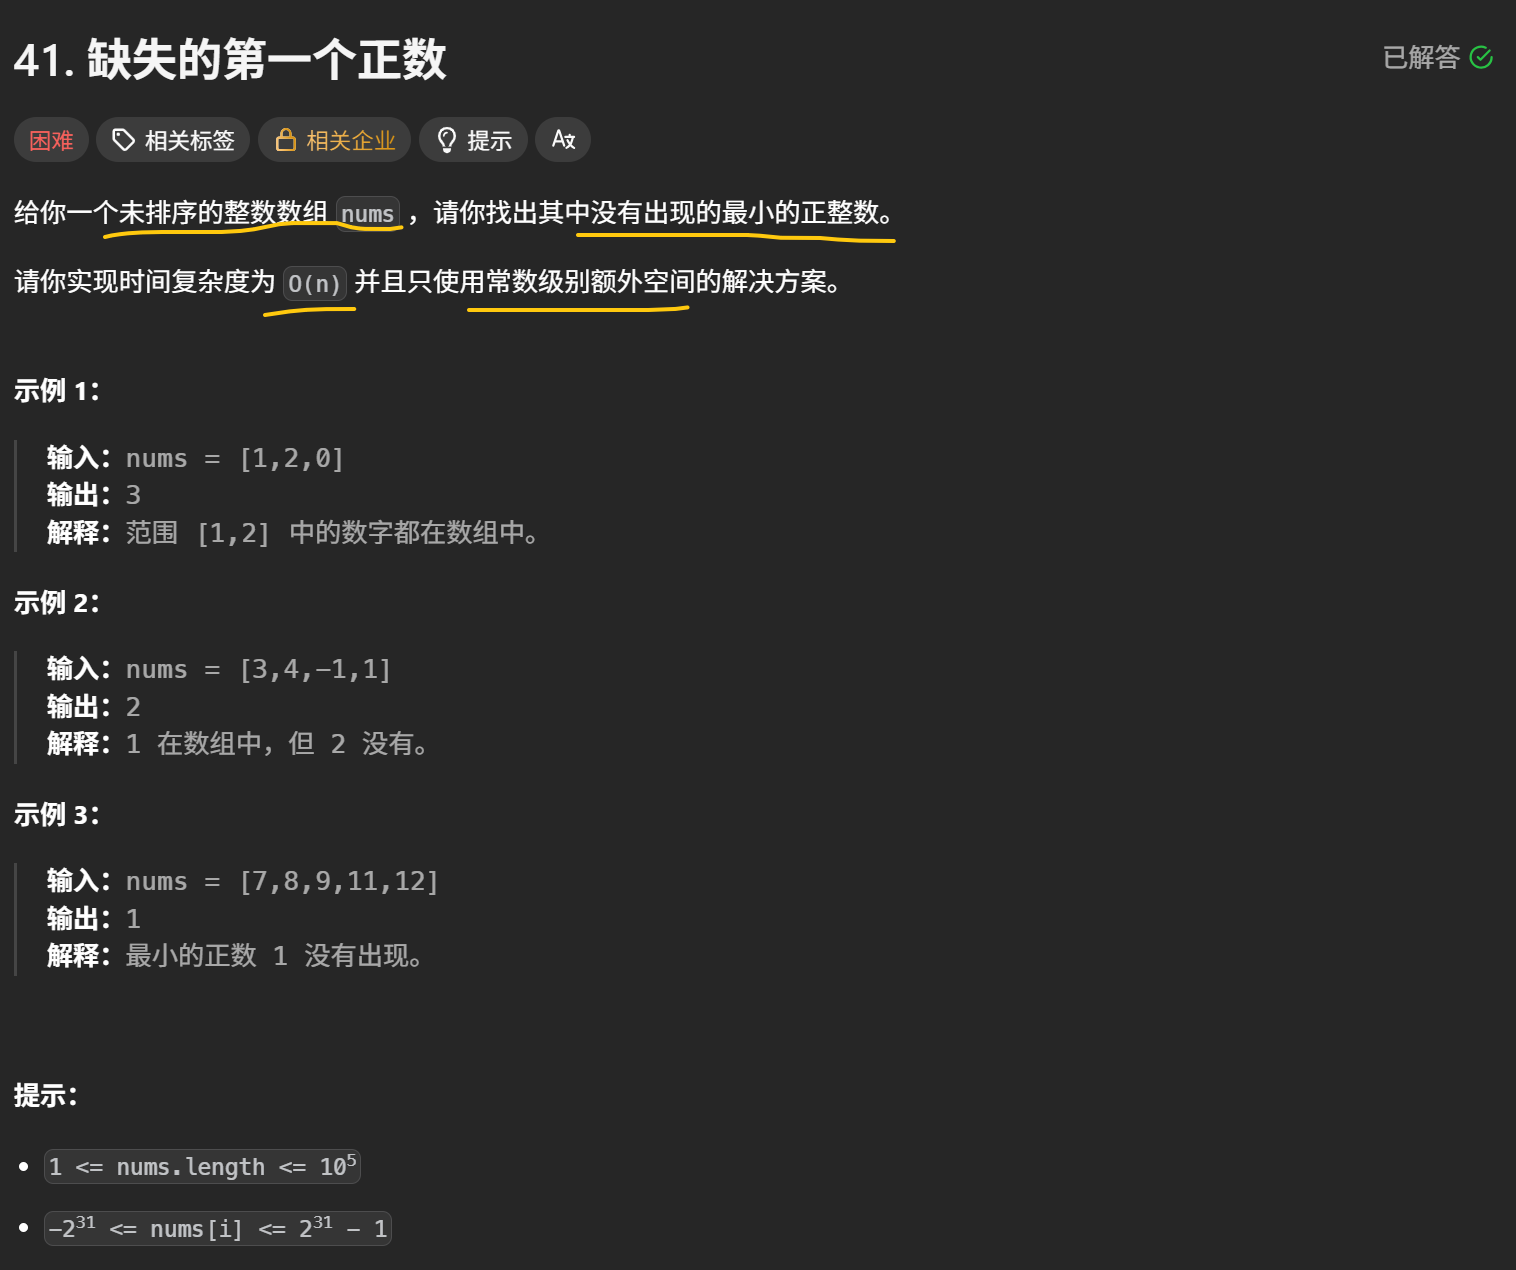 41. 缺失的第一个正数
已解答
困难 相关标签 相关企业 提示 A文
给你一个未排序的整数数组 nums ，请你找出其中没有出现的最小的正整数。
请你实现时间复杂度为 O(n) 并且只使用常数级别额外空间的解决方案。
示例 1：
输入：nums = [1,2,0]
输出：3
解释：范围 [1,2] 中的数字都在数组中。
示例 2：
输入：nums = [3,4,-1,1]
输出：2
解释：1 在数组中，但 2 没有。
示例 3：
输入：nums = [7,8,9,11,12]
输出：1
解释：最小的正数 1 没有出现。
提示：
1 <= nums.length <= 10⁵
-2³¹ <= nums[i] <= 2³¹ - 1